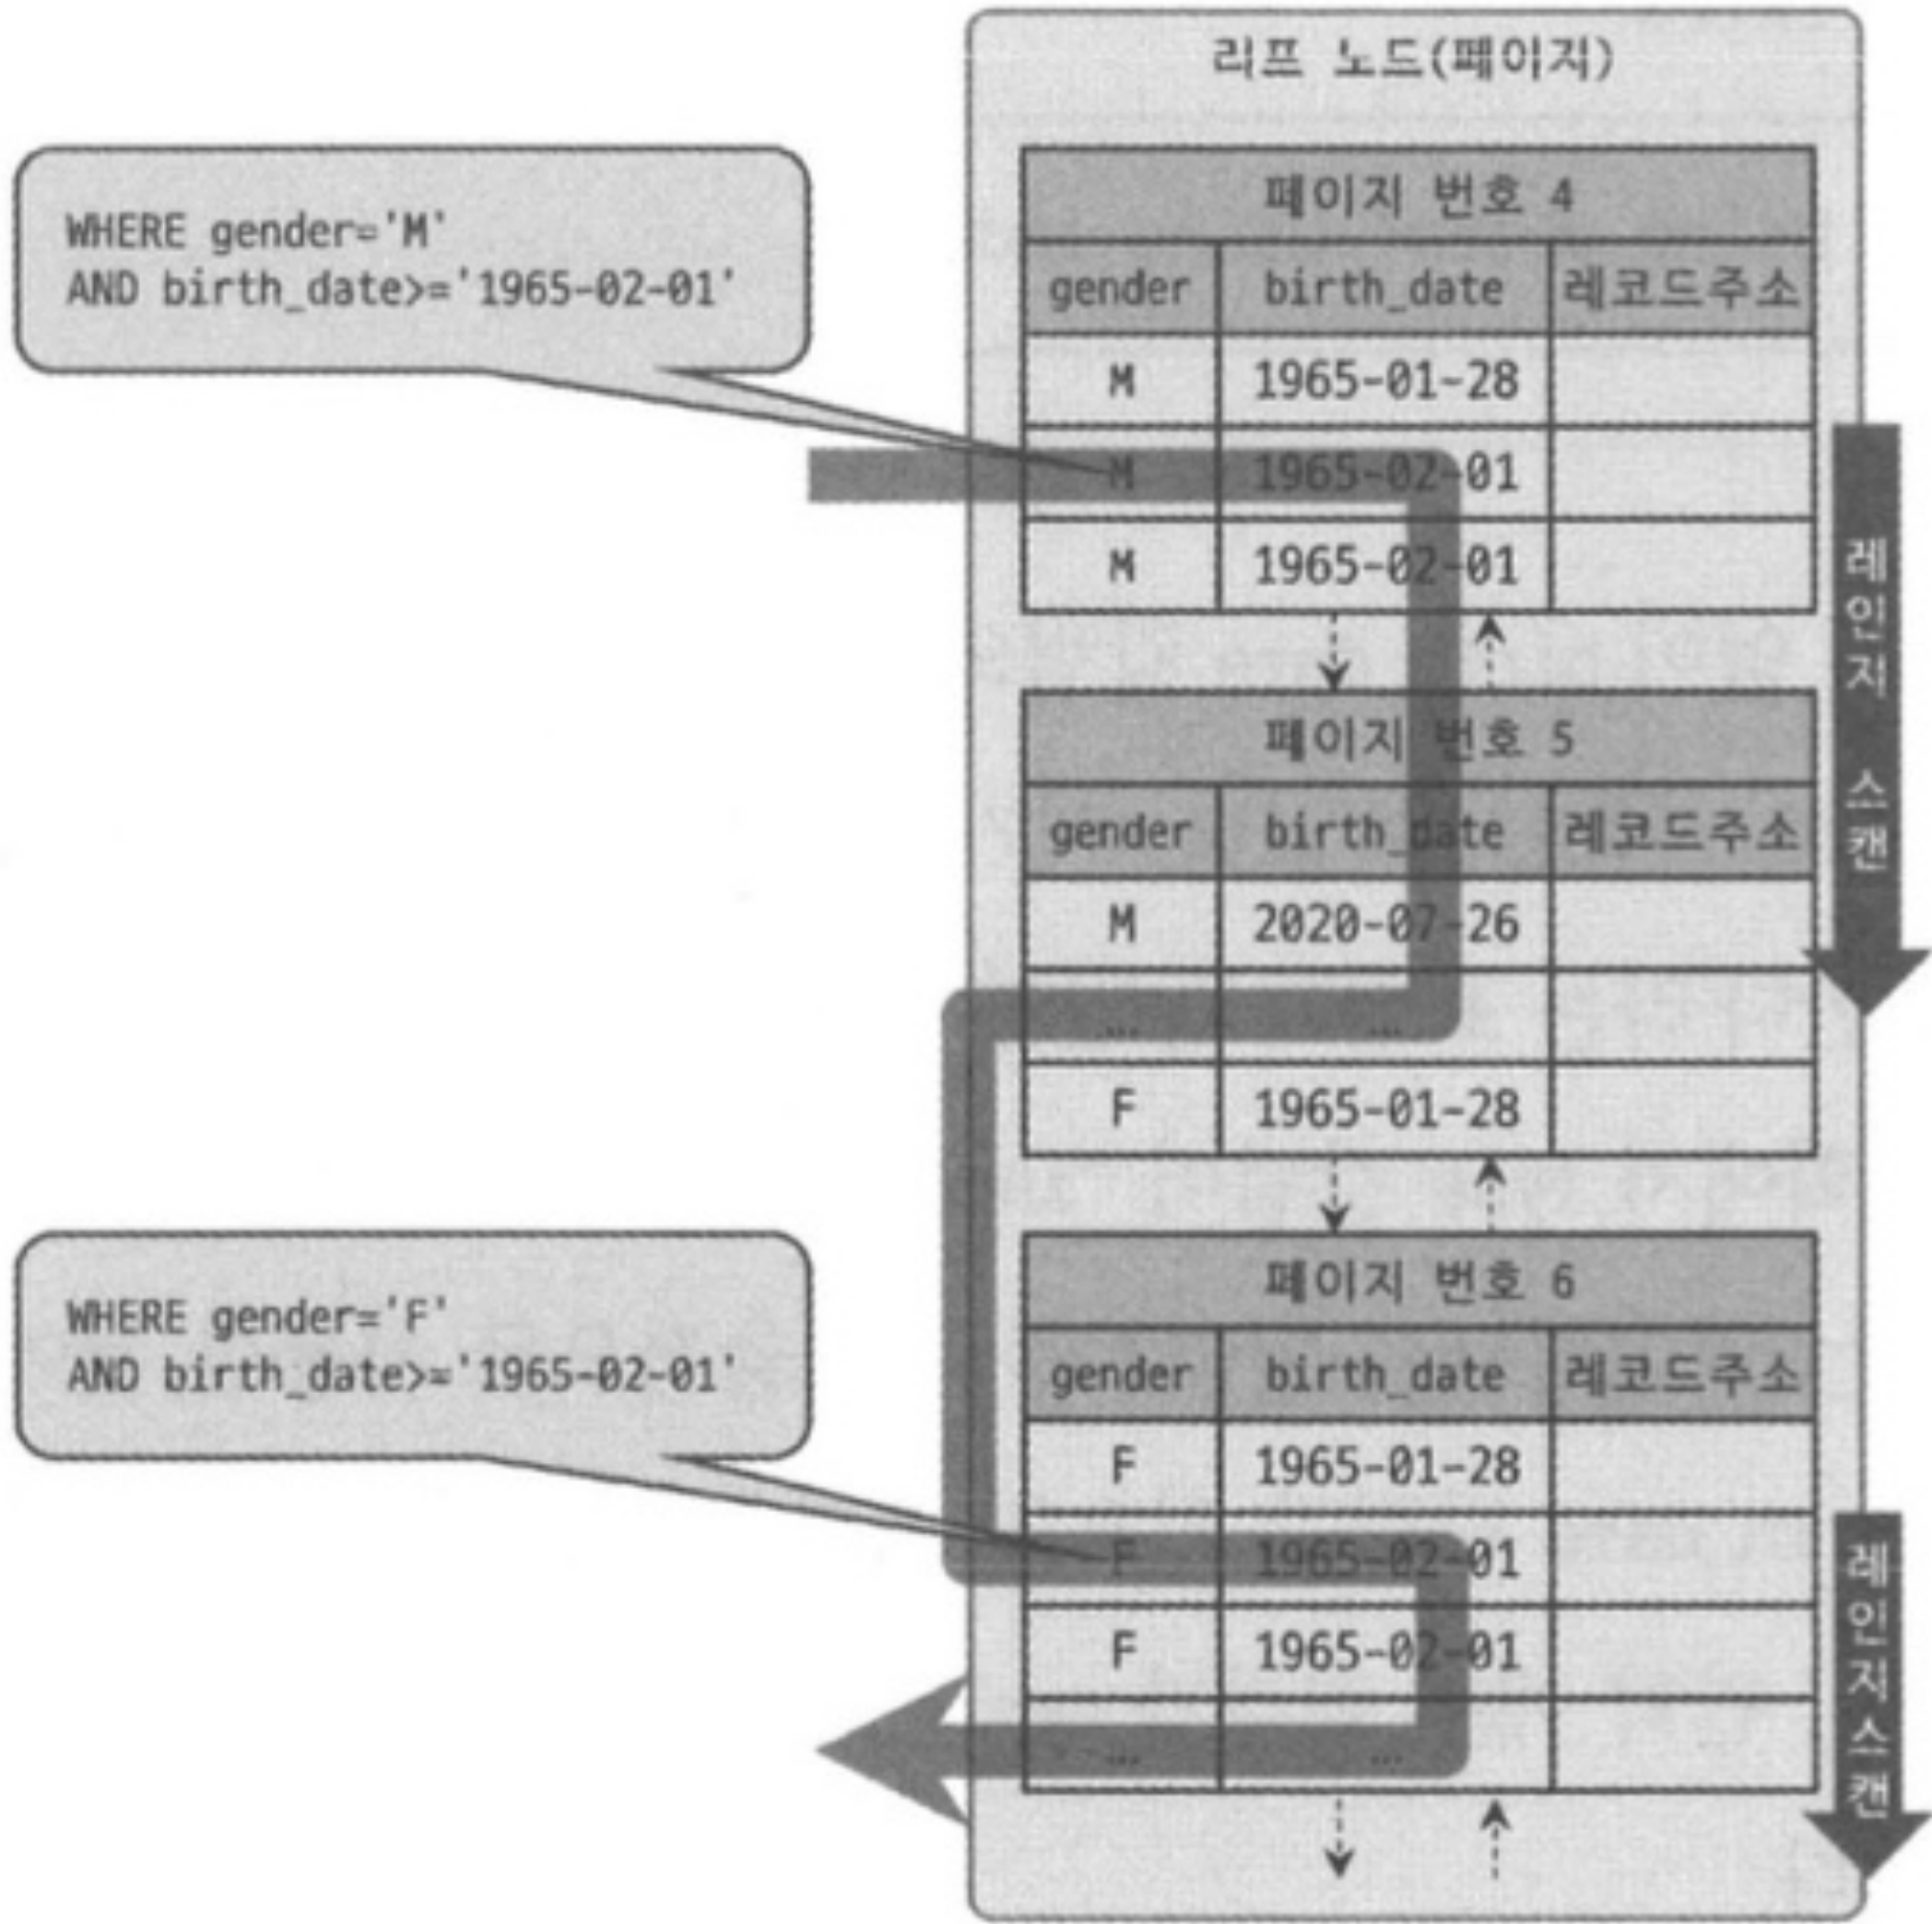 리프 노드(페이지)
WHERE gender='M'
AND birth_date>='1965-02-01'
페이지 번호 4
gender birth_date 레코드주소
M 1965-01-28
M 1965-02-01
M 1965-02-01
레인지 스캔
페이지 번호 5
gender birth_date 레코드주소
M 2020-07-26
... ...
F 1965-01-28
WHERE gender='F'
AND birth_date>='1965-02-01'
페이지 번호 6
gender birth_date 레코드주소
F 1965-01-28
F 1965-02-01
F 1965-02-01
... ...
레인지스캔